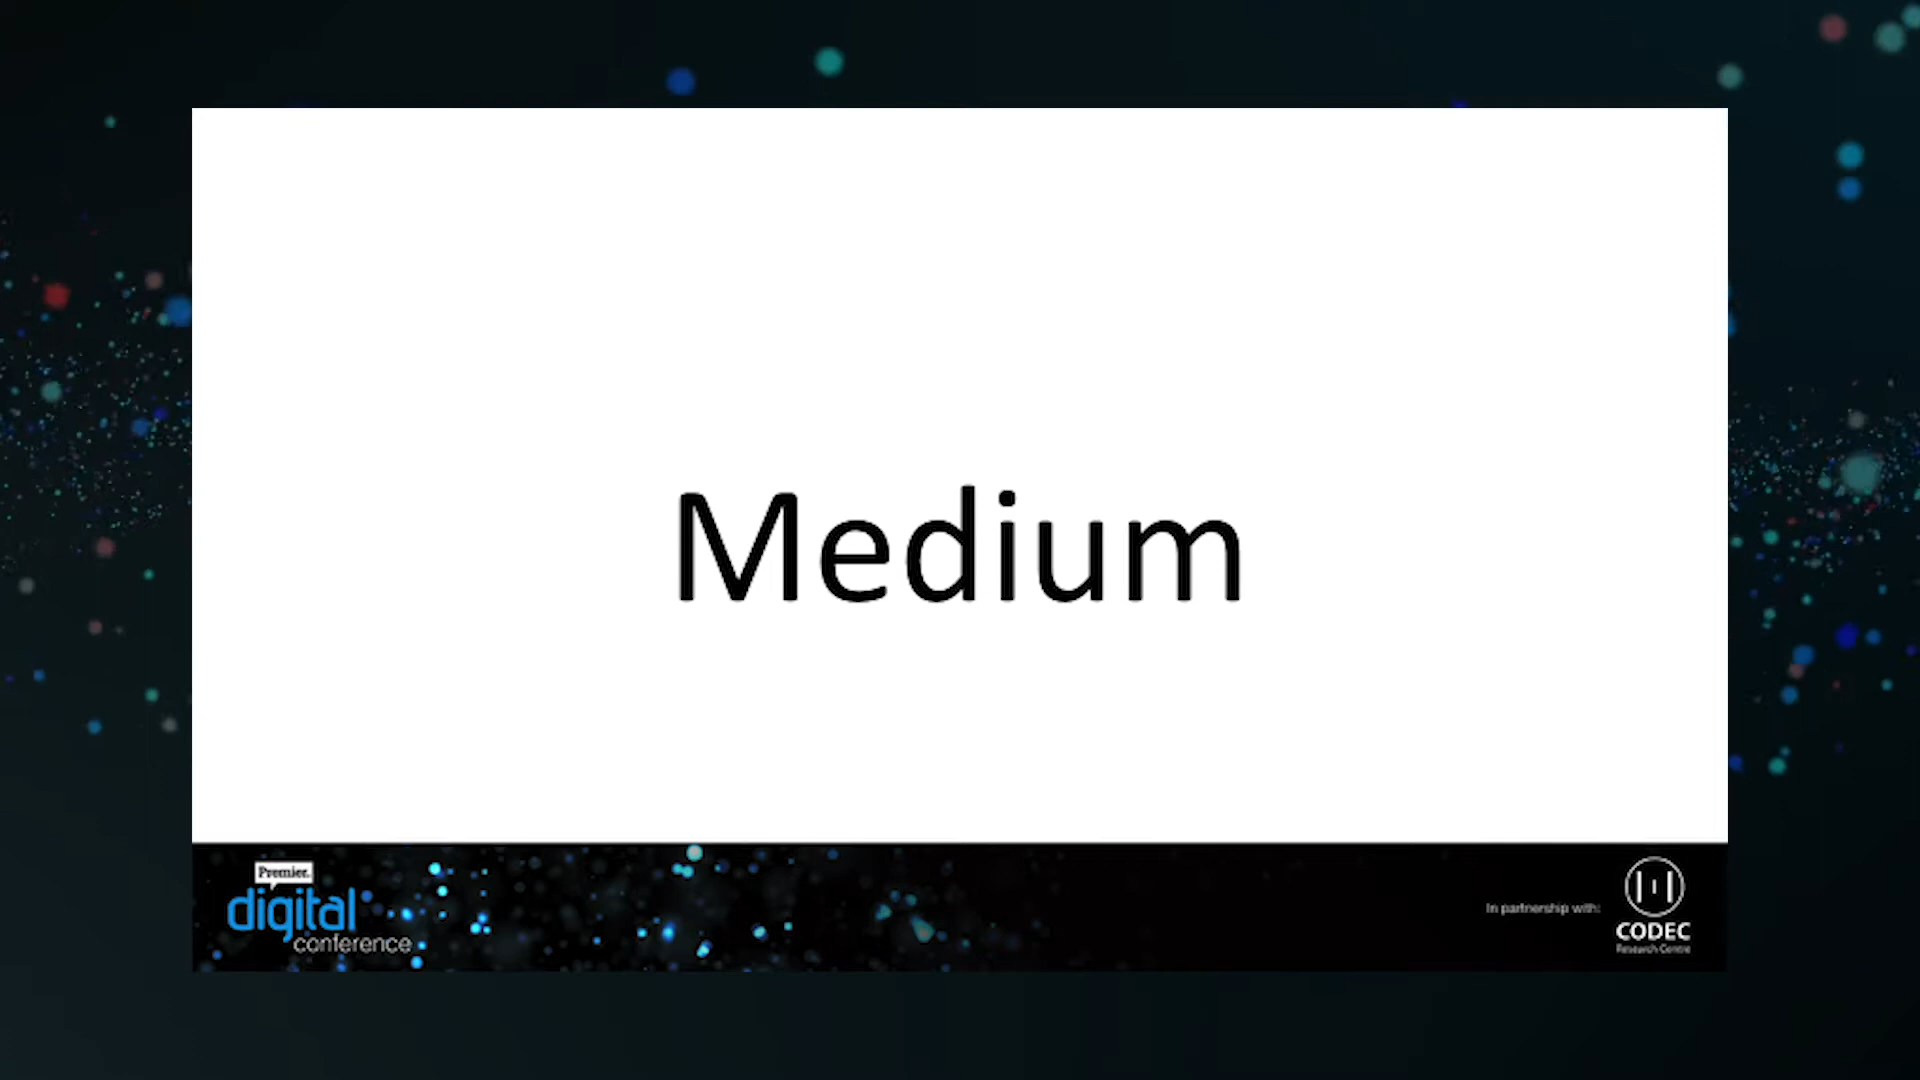 Medium
Premier.
digital
conference
In partnership with:
CODEC
Research Centre